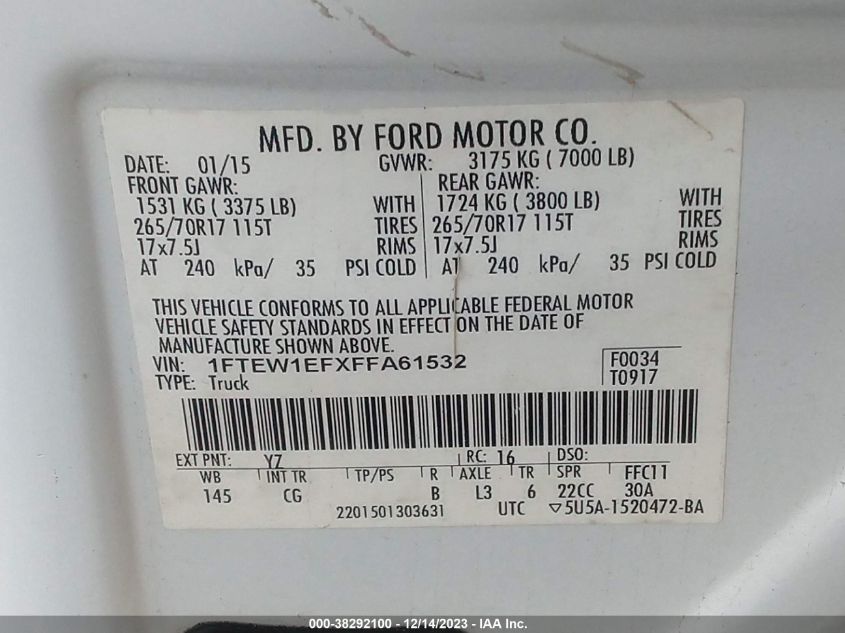 MFD. BY FORD MOTOR CO.
DATE: 01/15 GVWR: 3175 KG ( 7000 LB)
FRONT GAWR: REAR GAWR:
1531 KG ( 3375 LB) WITH 1724 KG ( 3800 LB) WITH
265/70R17 115T TIRES 265/70R17 115T TIRES
17x7.5J RIMS 17x7.5J RIMS
AT 240 kPa/ 35 PSI COLD AT 240 kPa/ 35 PSI COLD
THIS VEHICLE CONFORMS TO ALL APPLICABLE FEDERAL MOTOR
VEHICLE SAFETY STANDARDS IN EFFECT ON THE DATE OF
MANUFACTURE SHOWN ABOVE.
VIN: 1FTEW1EFXFFA61532 F0034
TYPE: Truck T0917
EXT PNT: YZ RC: 16 DSO:
WB INT TR TP/PS R AXLE TR SPR FFC11
145 CG B L3 6 22CC 30A
2201501303631 UTC ▽5U5A-1520472-BA
000-38292100 - 12/14/2023 - IAA Inc.